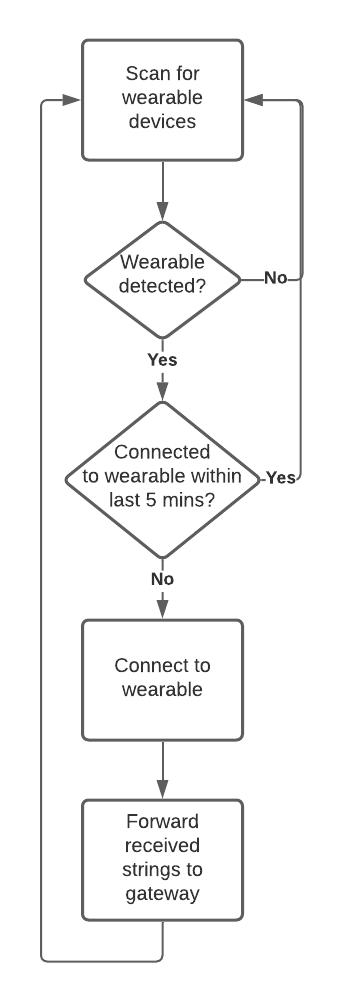 Scan for
wearable
devices
Wearable
detected?
No
Yes
Connected
to wearable within
last 5 mins?
Yes
No
Connect to
wearable
Forward
received
strings to
gateway